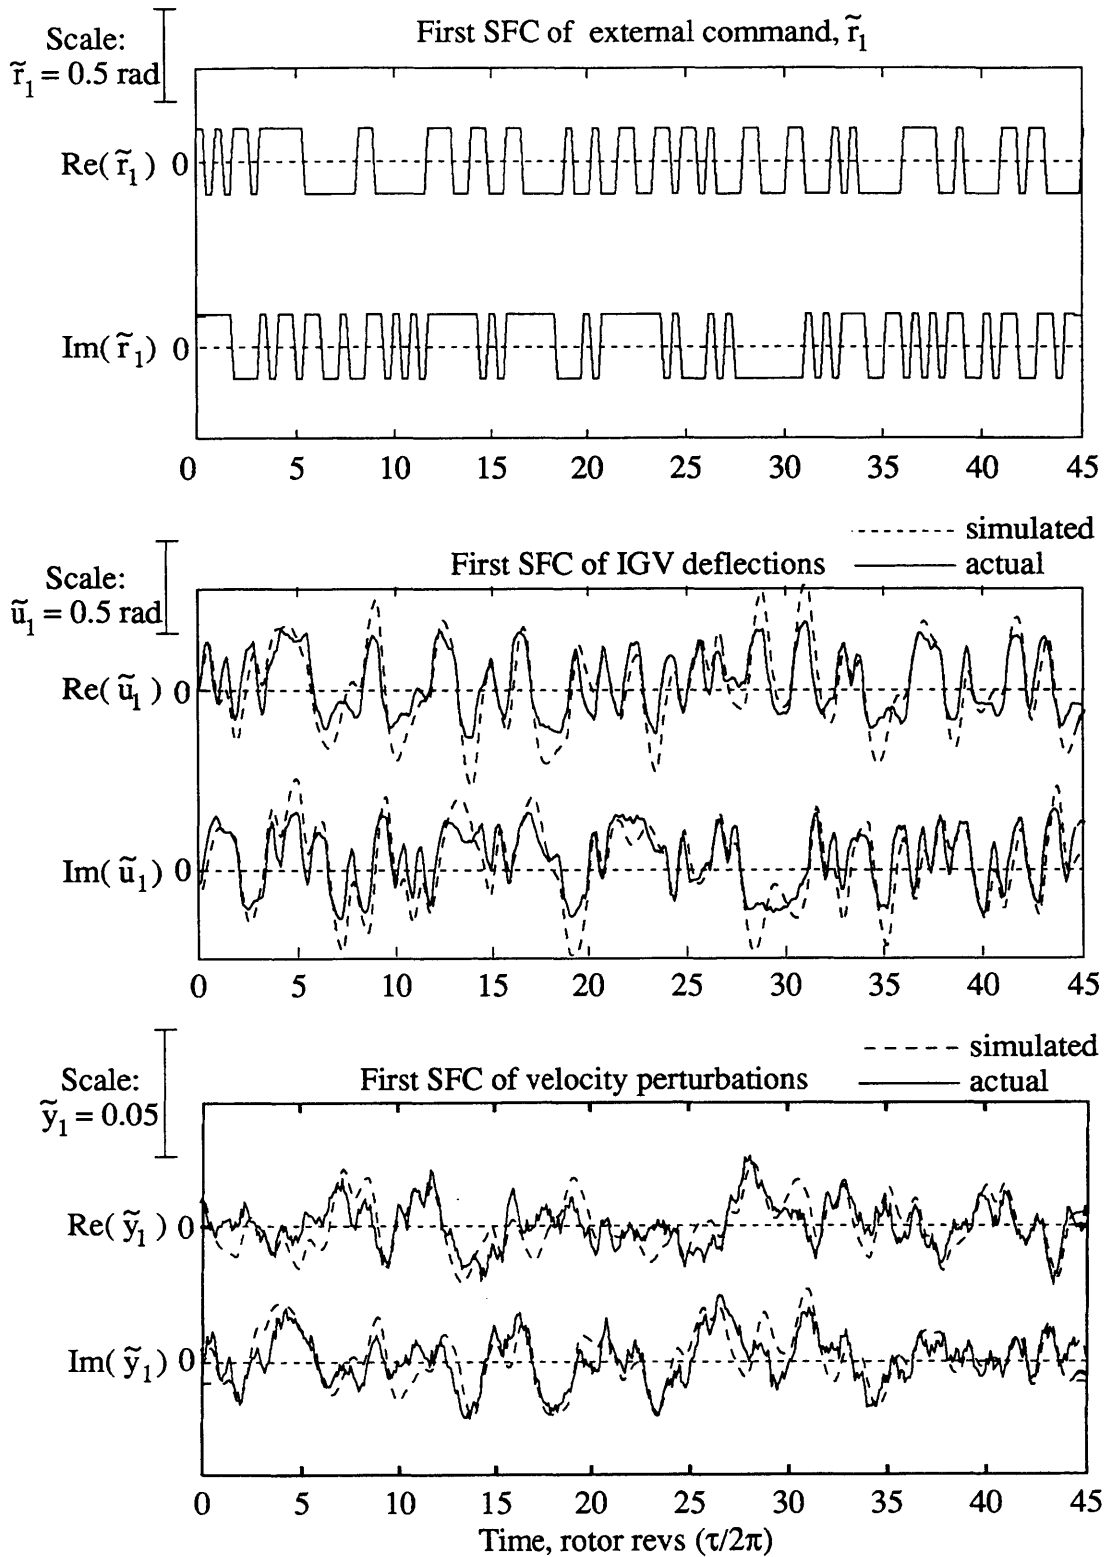 First SFC of external command, r̃₁
Scale:
r̃₁ = 0.5 rad
Re( r̃₁ ) 0
Im( r̃₁ ) 0
0 5 10 15 20 25 30 35 40 45
simulated
First SFC of IGV deflections
actual
Scale:
ũ₁ = 0.5 rad
Re( ũ₁ ) 0
Im( ũ₁ ) 0
0 5 10 15 20 25 30 35 40 45
simulated
First SFC of velocity perturbations
actual
Scale:
ỹ₁ = 0.05
Re( ỹ₁ ) 0
Im( ỹ₁ ) 0
0 5 10 15 20 25 30 35 40 45
Time, rotor revs (τ/2π)